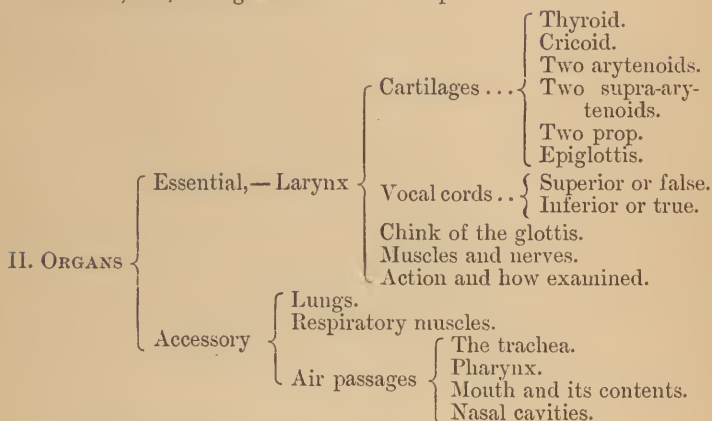 Thyroid.
Cricoid.
Two arytenoids.
Cartilages ...
Two supra-ary-
tenoids.
Two prop.
Epiglottis.
Essential,— Larynx
Vocal cords ..
Superior or false.
Inferior or true.
Chink of the glottis.
Muscles and nerves.
Action and how examined.
II. ORGANS
Lungs.
Respiratory muscles.
Accessory
The trachea.
Pharynx.
Air passages
Mouth and its contents.
Nasal cavities.